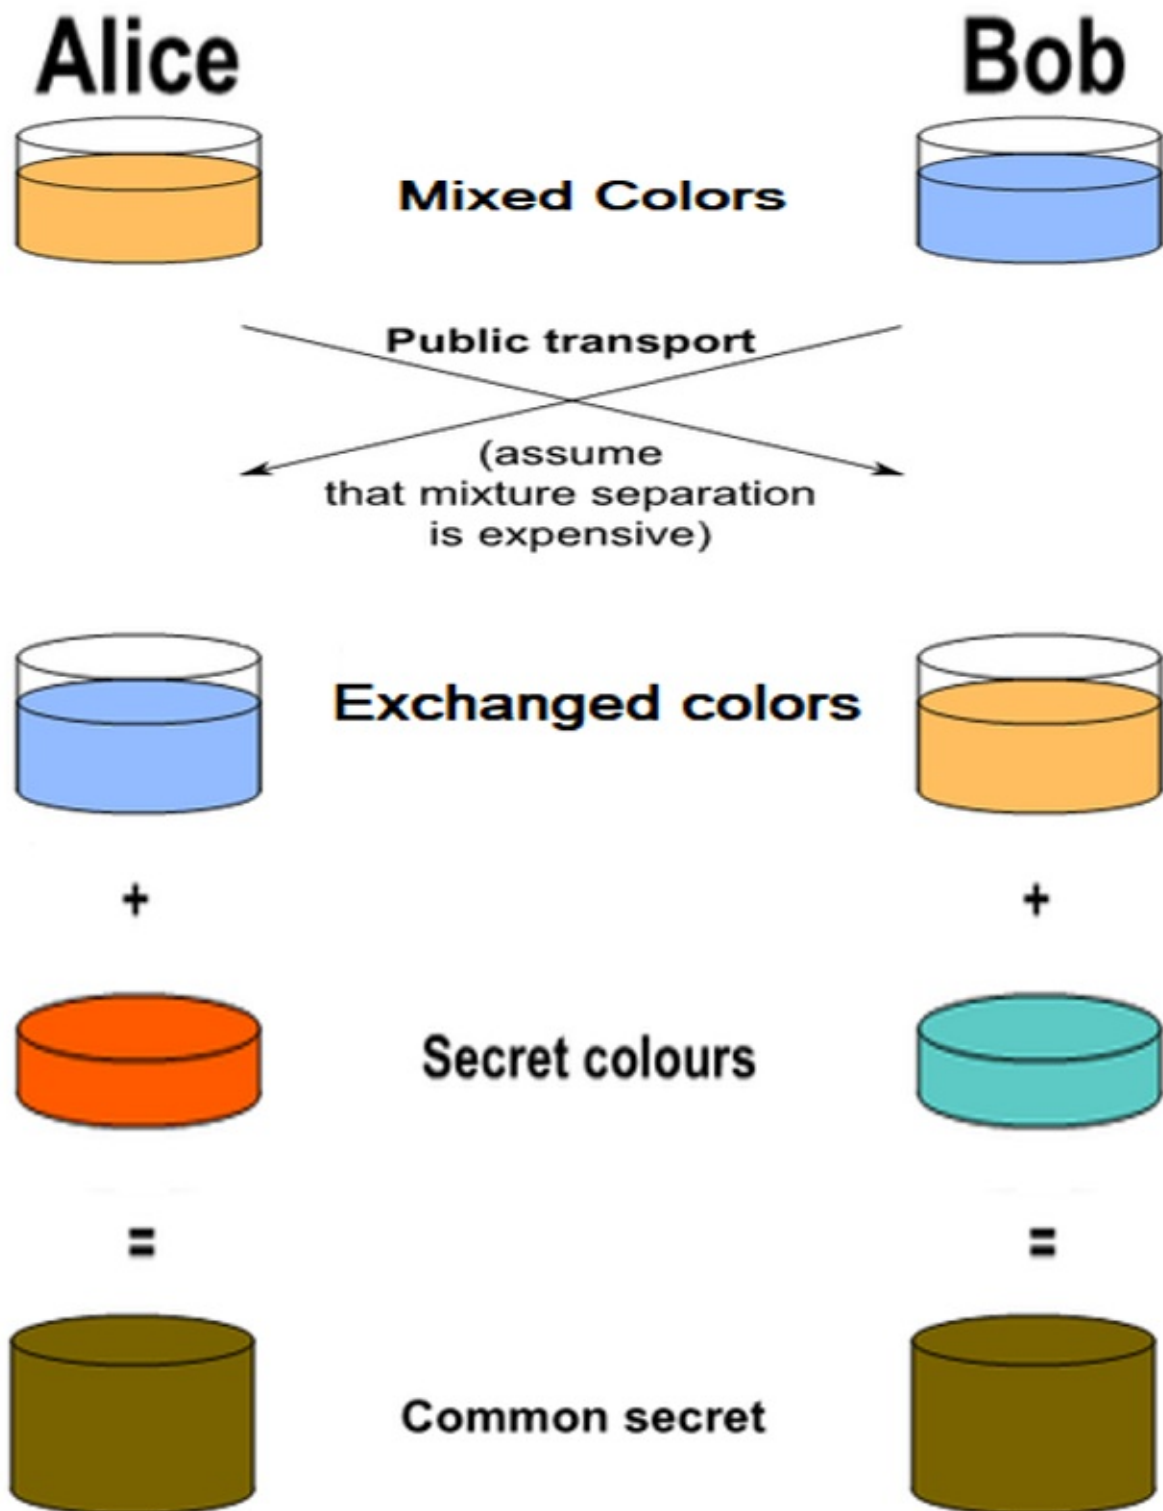 Alice Bob
Mixed Colors
Public transport
(assume
that mixture separation
is expensive)
Exchanged colors
+ +
Secret colours
= =
Common secret